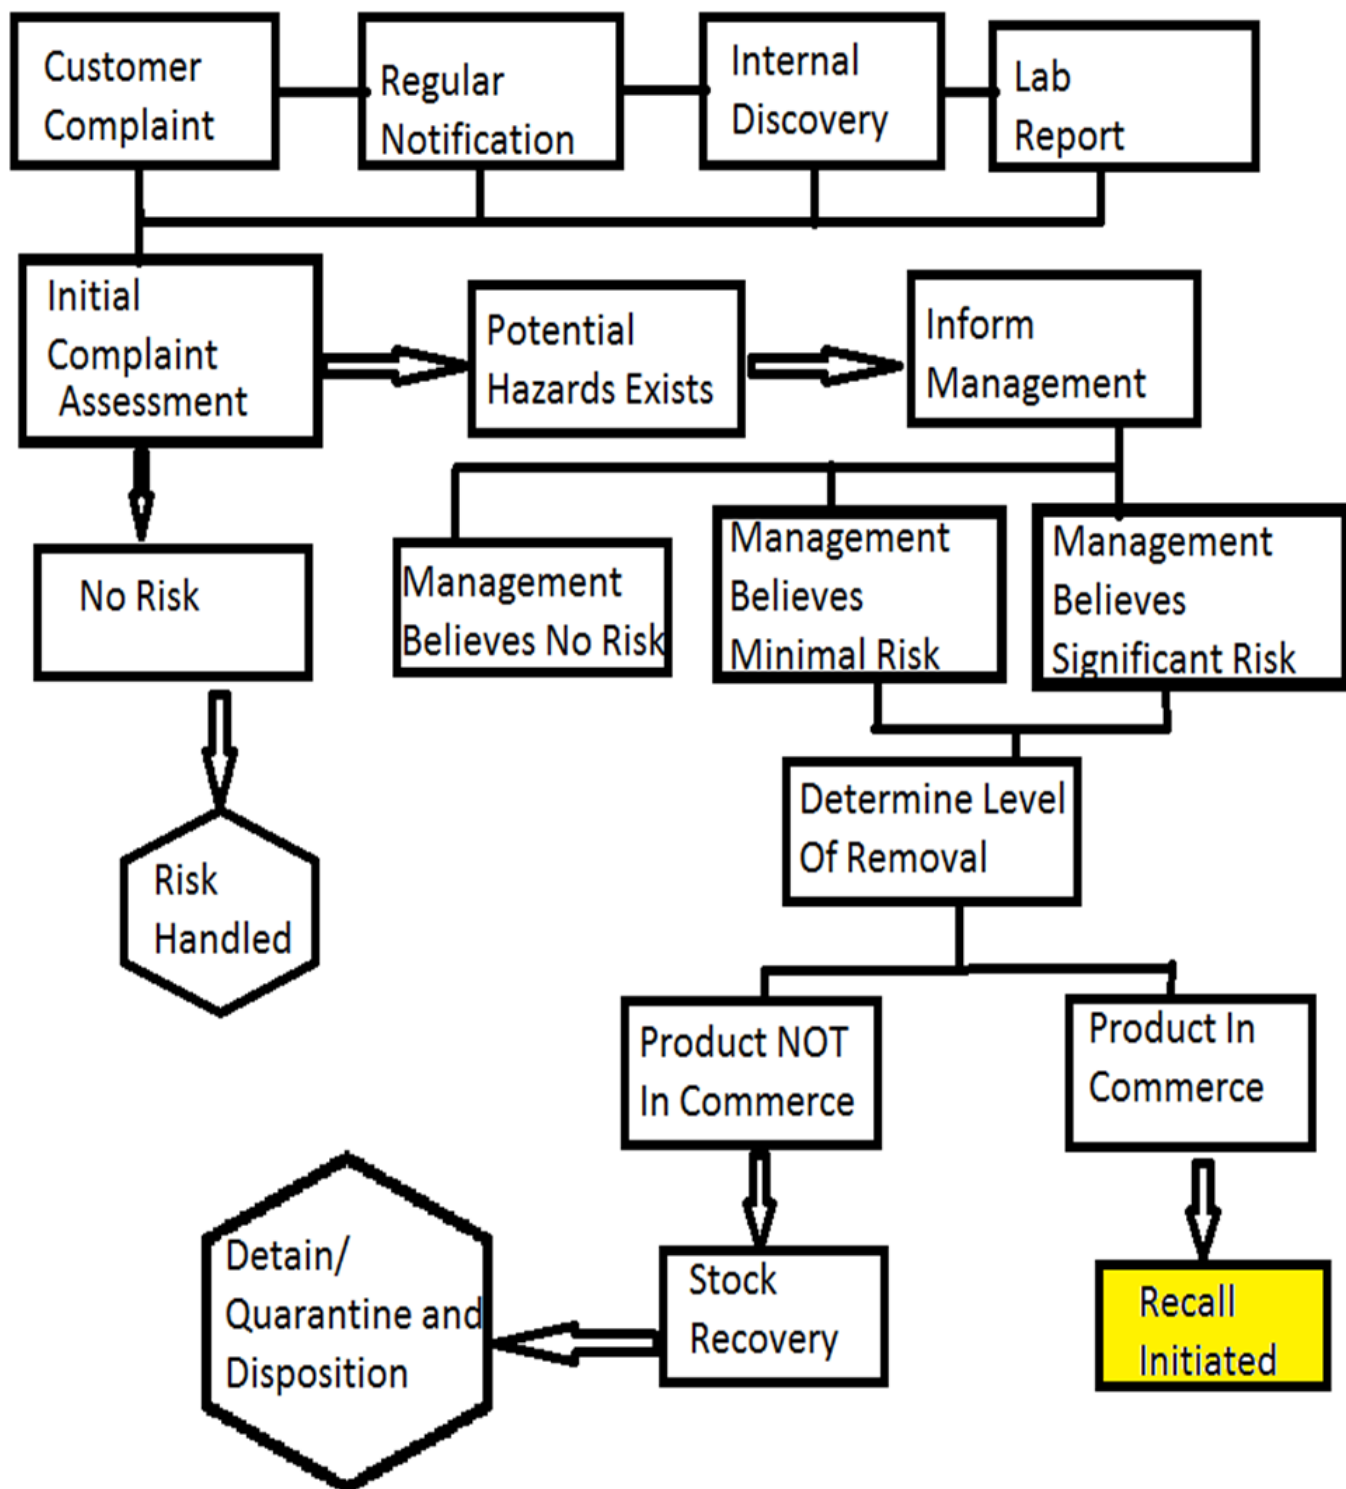 Customer
Complaint
Regular
Notification
Internal
Discovery
Lab
Report
Initial
Complaint
Assessment
Potential
Hazards Exists
Inform
Management
No Risk
Management
Believes No Risk
Management
Believes
Minimal Risk
Management
Believes
Significant Risk
Risk
Handled
Determine Level
Of Removal
Product NOT
In Commerce
Product In
Commerce
Detain/
Quarantine and
Disposition
Stock
Recovery
Recall
Initiated